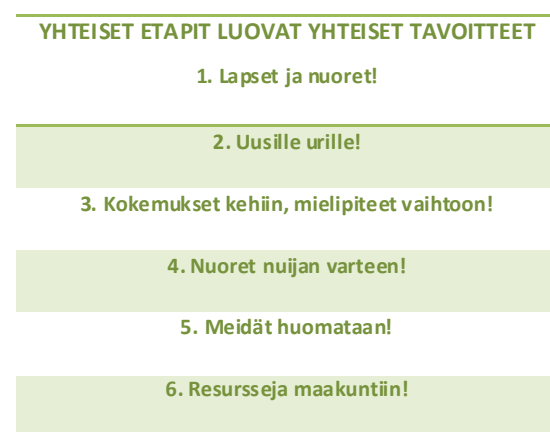 YHTEISET ETAPIT LUOVAT YHTEISET TAVOITTEET
1. Lapset ja nuoret!
2. Uusille urille!
3. Kokemukset kehiin, mielipiteet vaihtoon!
4. Nuoret nuijan varteen!
5. Meidät huomataan!
6. Resursseja maakuntiin!